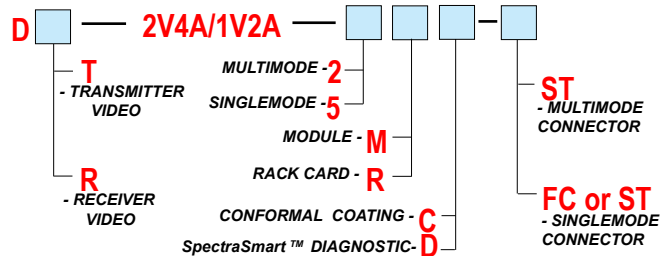 D — 2V4A/1V2A —
T
- TRANSMITTER
VIDEO
R
- RECEIVER
VIDEO
MULTIMODE -2
SINGLEMODE -5
MODULE - M
RACK CARD - R
CONFORMAL COATING - C
SpectraSmart ™ DIAGNOSTIC- D
ST
- MULTIMODE
CONNECTOR
FC or ST
- SINGLEMODE
CONNECTOR